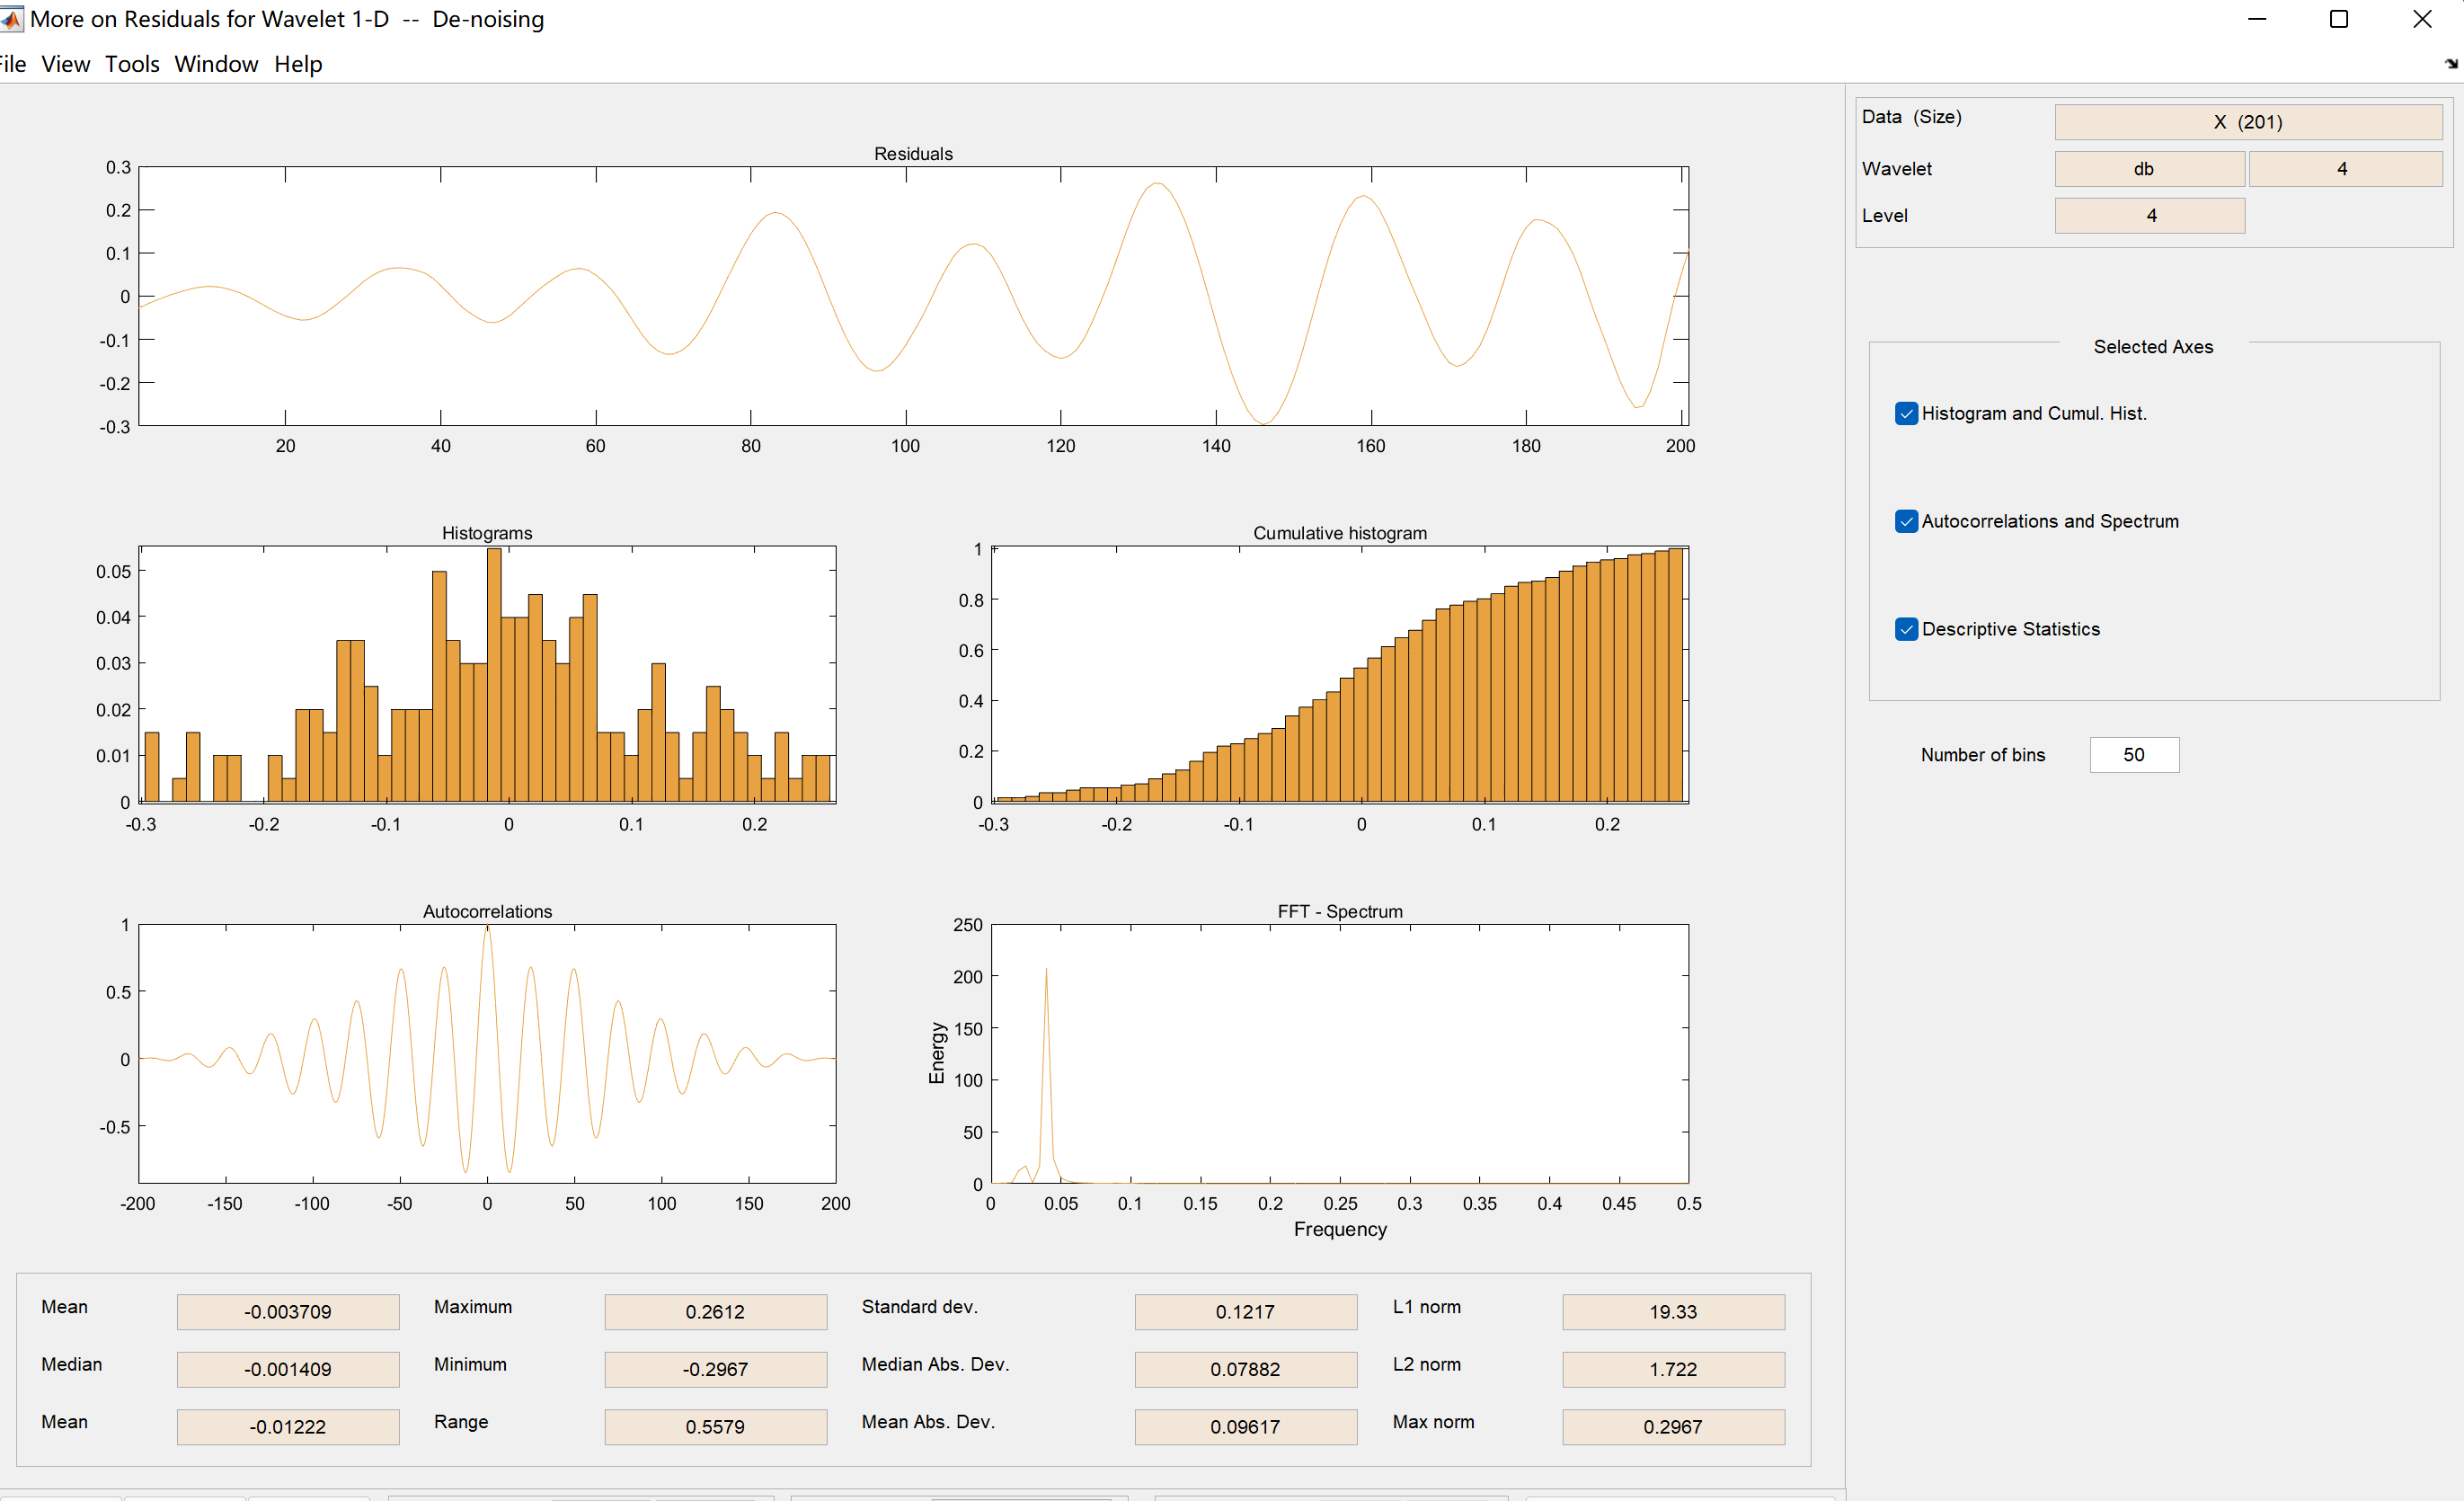 More on Residuals for Wavelet 1-D -- De-noising
File View Tools Window Help
Residuals
0.3
0.2
0.1
0
-0.1
-0.2
-0.3
20 40 60 80 100 120 140 160 180 200
Histograms
0.05
0.04
0.03
0.02
0.01
0
-0.3 -0.2 -0.1 0 0.1 0.2
Cumulative histogram
1
0.8
0.6
0.4
0.2
0
-0.3 -0.2 -0.1 0 0.1 0.2
Autocorrelations
1
0.5
0
-0.5
-200 -150 -100 -50 0 50 100 150 200
FFT - Spectrum
250
200
150
100
50
0
Energy
0 0.05 0.1 0.15 0.2 0.25 0.3 0.35 0.4 0.45 0.5
Frequency
Mean -0.003709 Maximum 0.2612 Standard dev. 0.1217 L1 norm 19.33
Median -0.001409 Minimum -0.2967 Median Abs. Dev. 0.07882 L2 norm 1.722
Mean -0.01222 Range 0.5579 Mean Abs. Dev. 0.09617 Max norm 0.2967
Data (Size) X (201)
Wavelet db 4
Level 4
Selected Axes
Histogram and Cumul. Hist.
Autocorrelations and Spectrum
Descriptive Statistics
Number of bins 50